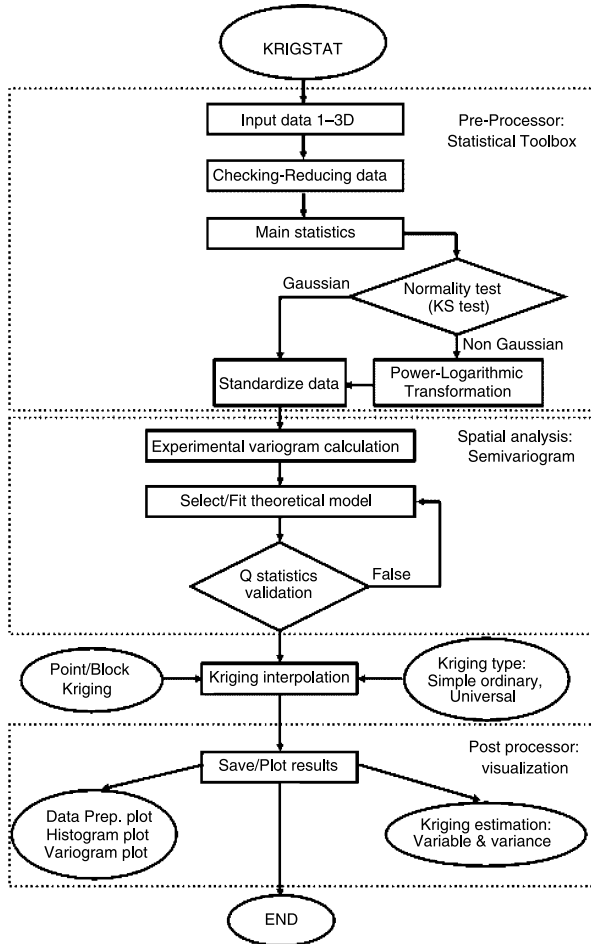 KRIGSTAT
Input data 1–3D
Pre-Processor:
Statistical Toolbox
Checking-Reducing data
Main statistics
Gaussian
Normality test
(KS test)
Non Gaussian
Standardize data
Power-Logarithmic
Transformation
Experimental variogram calculation
Spatial analysis:
Semivariogram
Select/Fit theoretical model
Q statistics
validation
False
Point/Block
Kriging
Kriging interpolation
Kriging type:
Simple ordinary,
Universal
Save/Plot results
Post processor:
visualization
Data Prep. plot
Histogram plot
Variogram plot
Kriging estimation:
Variable & variance
END